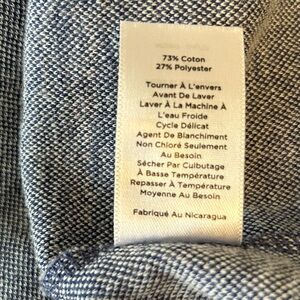 73% Coton
27% Polyester
Tourner À L'envers
Avant De Laver
Laver À La Machine À
L'eau Froide
Cycle Délicat
Agent De Blanchiment
Non Chloré Seulement
Au Besoin
Sécher Par Culbutage
À Basse Température
Repasser À Température
Moyenne Au Besoin
Fabriqué Au Nicaragua